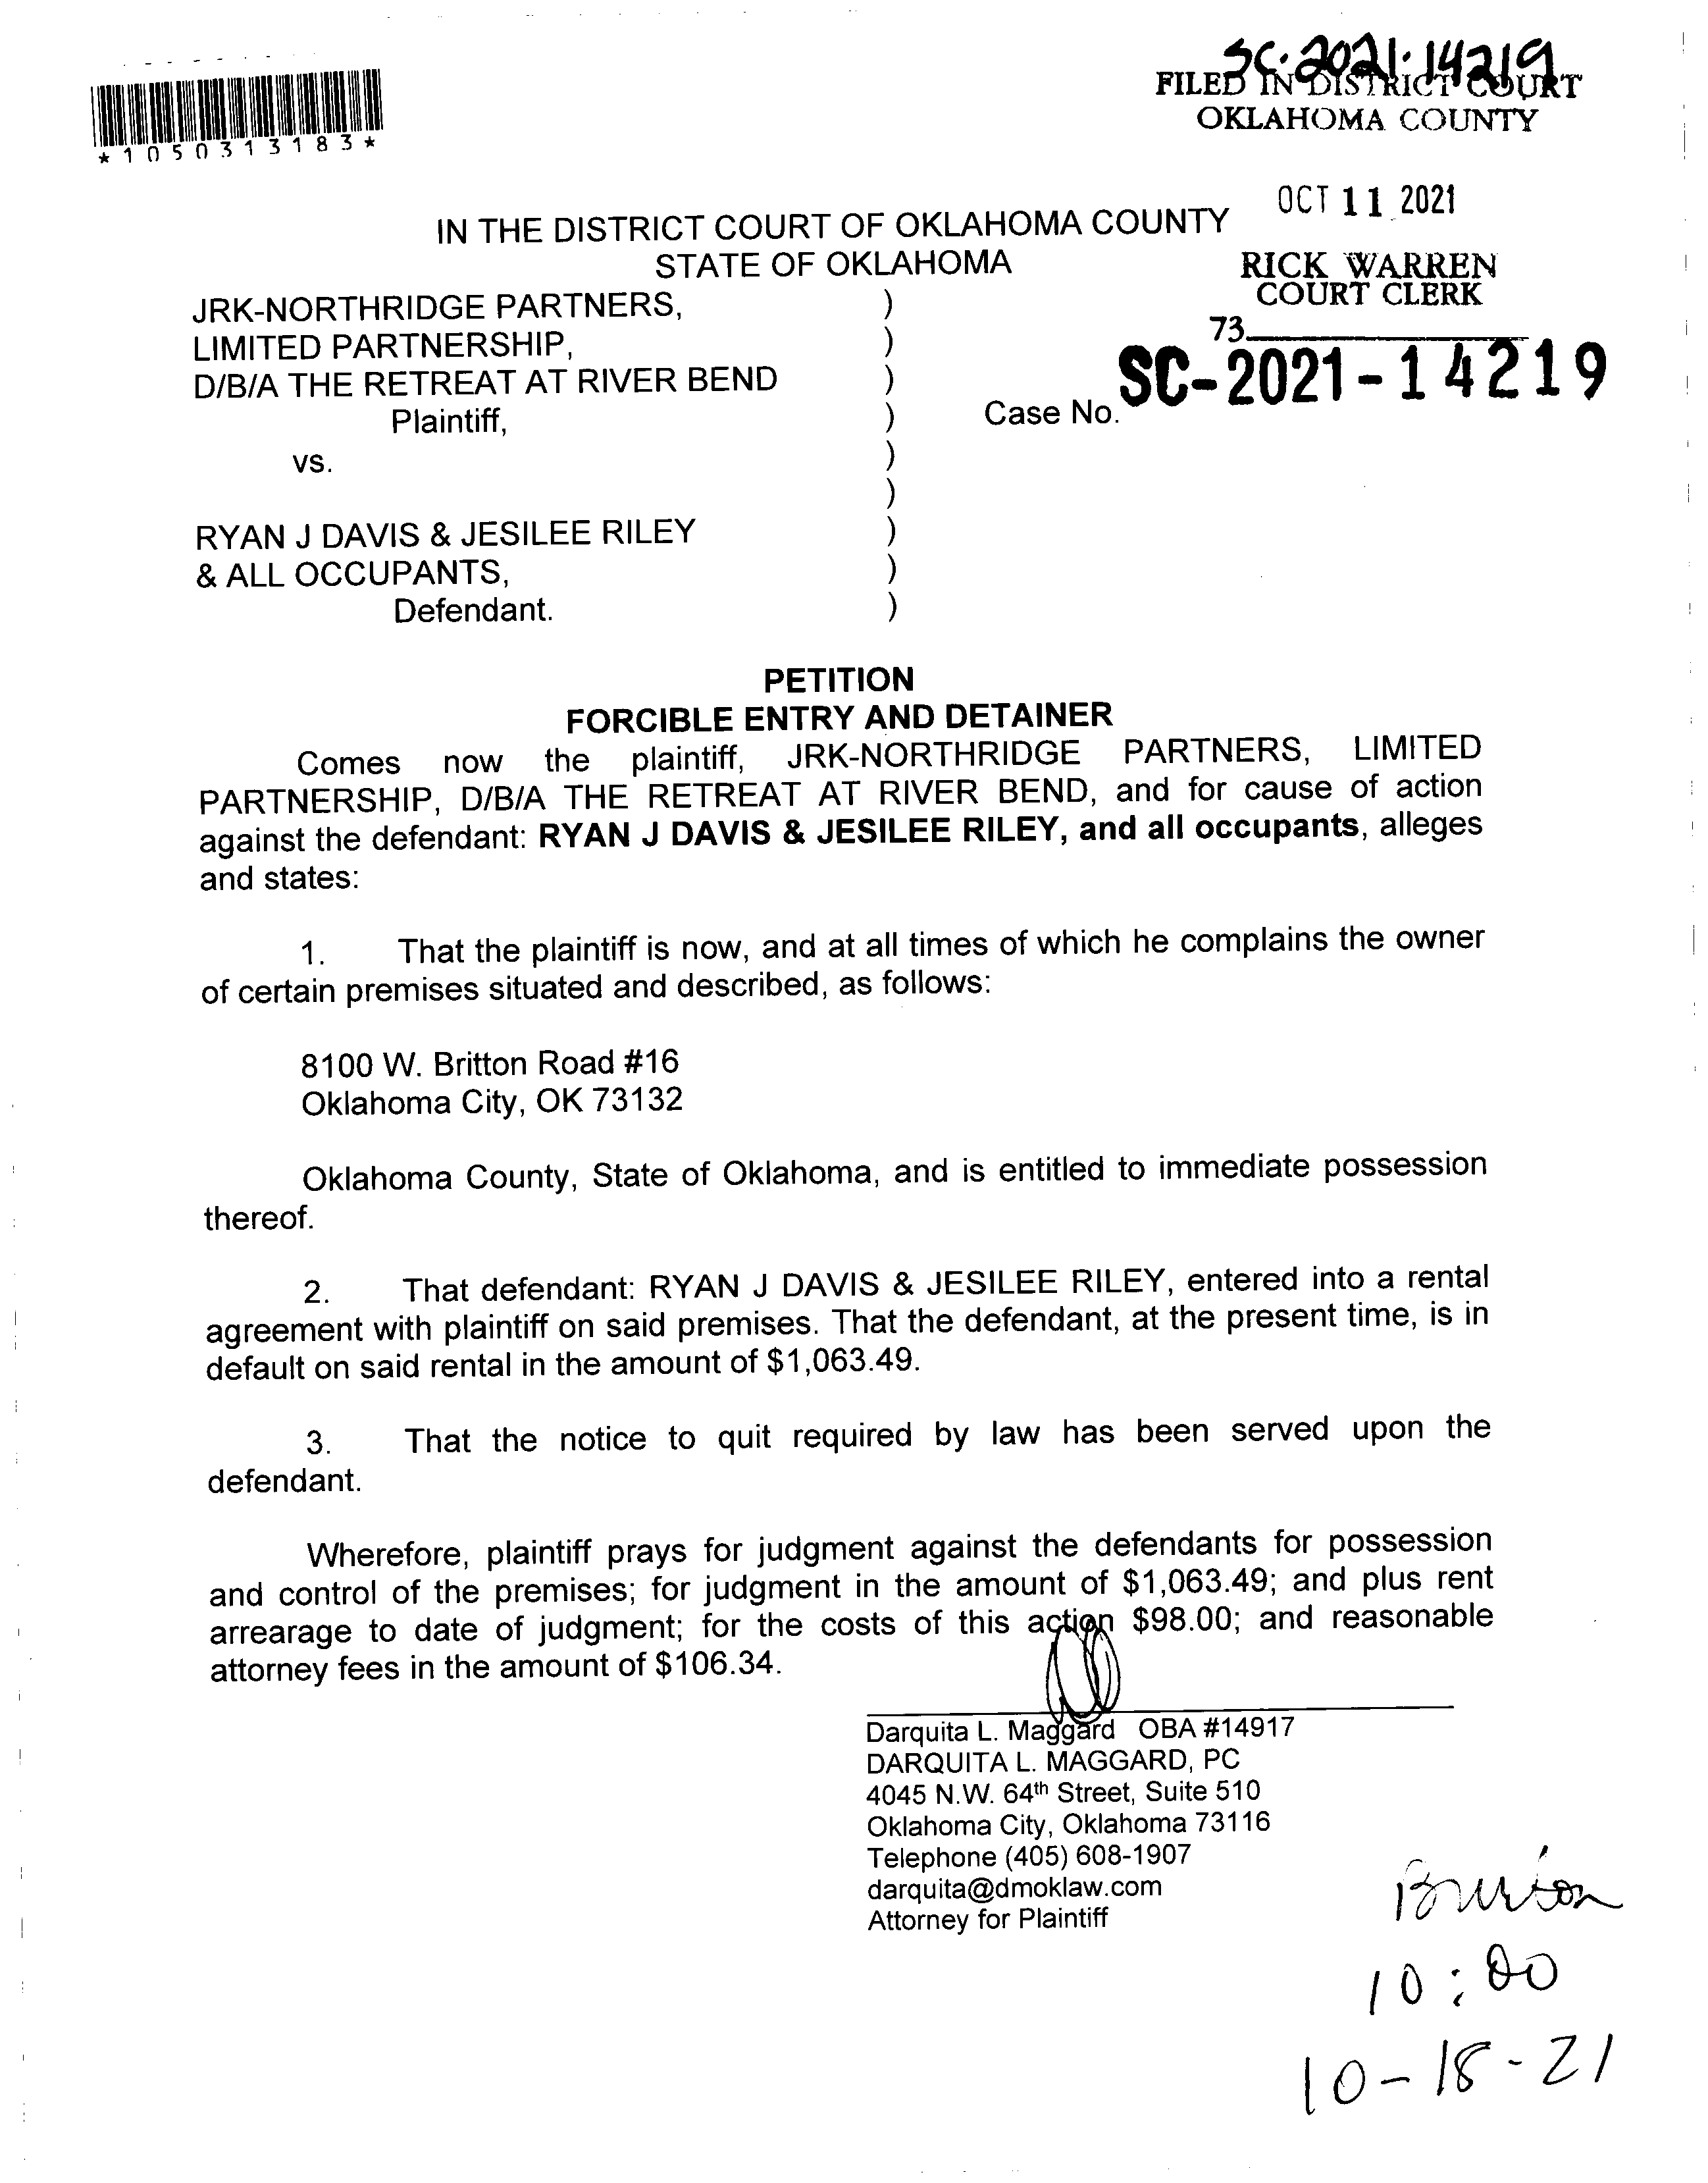 SC-2021-14219
FILED IN DISTRICT COURT
OKLAHOMA COUNTY
*1050313183*
OCT 11 2021
IN THE DISTRICT COURT OF OKLAHOMA COUNTY
STATE OF OKLAHOMA
RICK WARREN
COURT CLERK
73
JRK-NORTHRIDGE PARTNERS, )
LIMITED PARTNERSHIP, )
D/B/A THE RETREAT AT RIVER BEND )
Plaintiff, ) Case No. SC-2021-14219
vs. )
)
RYAN J DAVIS & JESILEE RILEY )
& ALL OCCUPANTS, )
Defendant. )
PETITION
FORCIBLE ENTRY AND DETAINER
Comes now the plaintiff, JRK-NORTHRIDGE PARTNERS, LIMITED
PARTNERSHIP, D/B/A THE RETREAT AT RIVER BEND, and for cause of action
against the defendant: RYAN J DAVIS & JESILEE RILEY, and all occupants, alleges
and states:
1. That the plaintiff is now, and at all times of which he complains the owner
of certain premises situated and described, as follows:
8100 W. Britton Road #16
Oklahoma City, OK 73132
Oklahoma County, State of Oklahoma, and is entitled to immediate possession
thereof.
2. That defendant: RYAN J DAVIS & JESILEE RILEY, entered into a rental
agreement with plaintiff on said premises. That the defendant, at the present time, is in
default on said rental in the amount of $1,063.49.
3. That the notice to quit required by law has been served upon the
defendant.
Wherefore, plaintiff prays for judgment against the defendants for possession
and control of the premises; for judgment in the amount of $1,063.49; and plus rent
arrearage to date of judgment; for the costs of this action $98.00; and reasonable
attorney fees in the amount of $106.34.
Darquita L. Maggard OBA #14917
DARQUITA L. MAGGARD, PC
4045 N.W. 64th Street, Suite 510
Oklahoma City, Oklahoma 73116
Telephone (405) 608-1907
darquita@dmoklaw.com
Attorney for Plaintiff
10:00
10-18-21